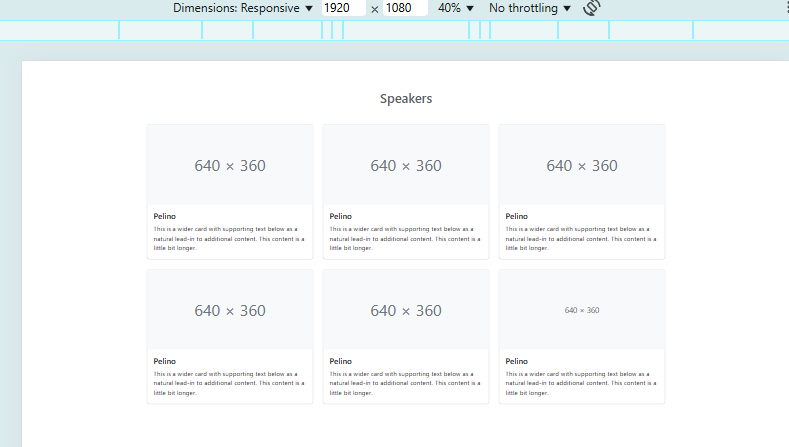 Dimensions: Responsive ▼ 1920 × 1080 40% ▼ No throttling ▼
Speakers
640 × 360 640 × 360 640 × 360
Pelino Pelino Pelino
This is a wider card with supporting text below as a This is a wider card with supporting text below as a This is a wider card with supporting text below as a
natural lead-in to additional content. This content is a natural lead-in to additional content. This content is a natural lead-in to additional content. This content is a
little bit longer. little bit longer. little bit longer.
640 × 360 640 × 360 640 × 360
Pelino Pelino Pelino
This is a wider card with supporting text below as a This is a wider card with supporting text below as a This is a wider card with supporting text below as a
natural lead-in to additional content. This content is a natural lead-in to additional content. This content is a natural lead-in to additional content. This content is a
little bit longer. little bit longer. little bit longer.